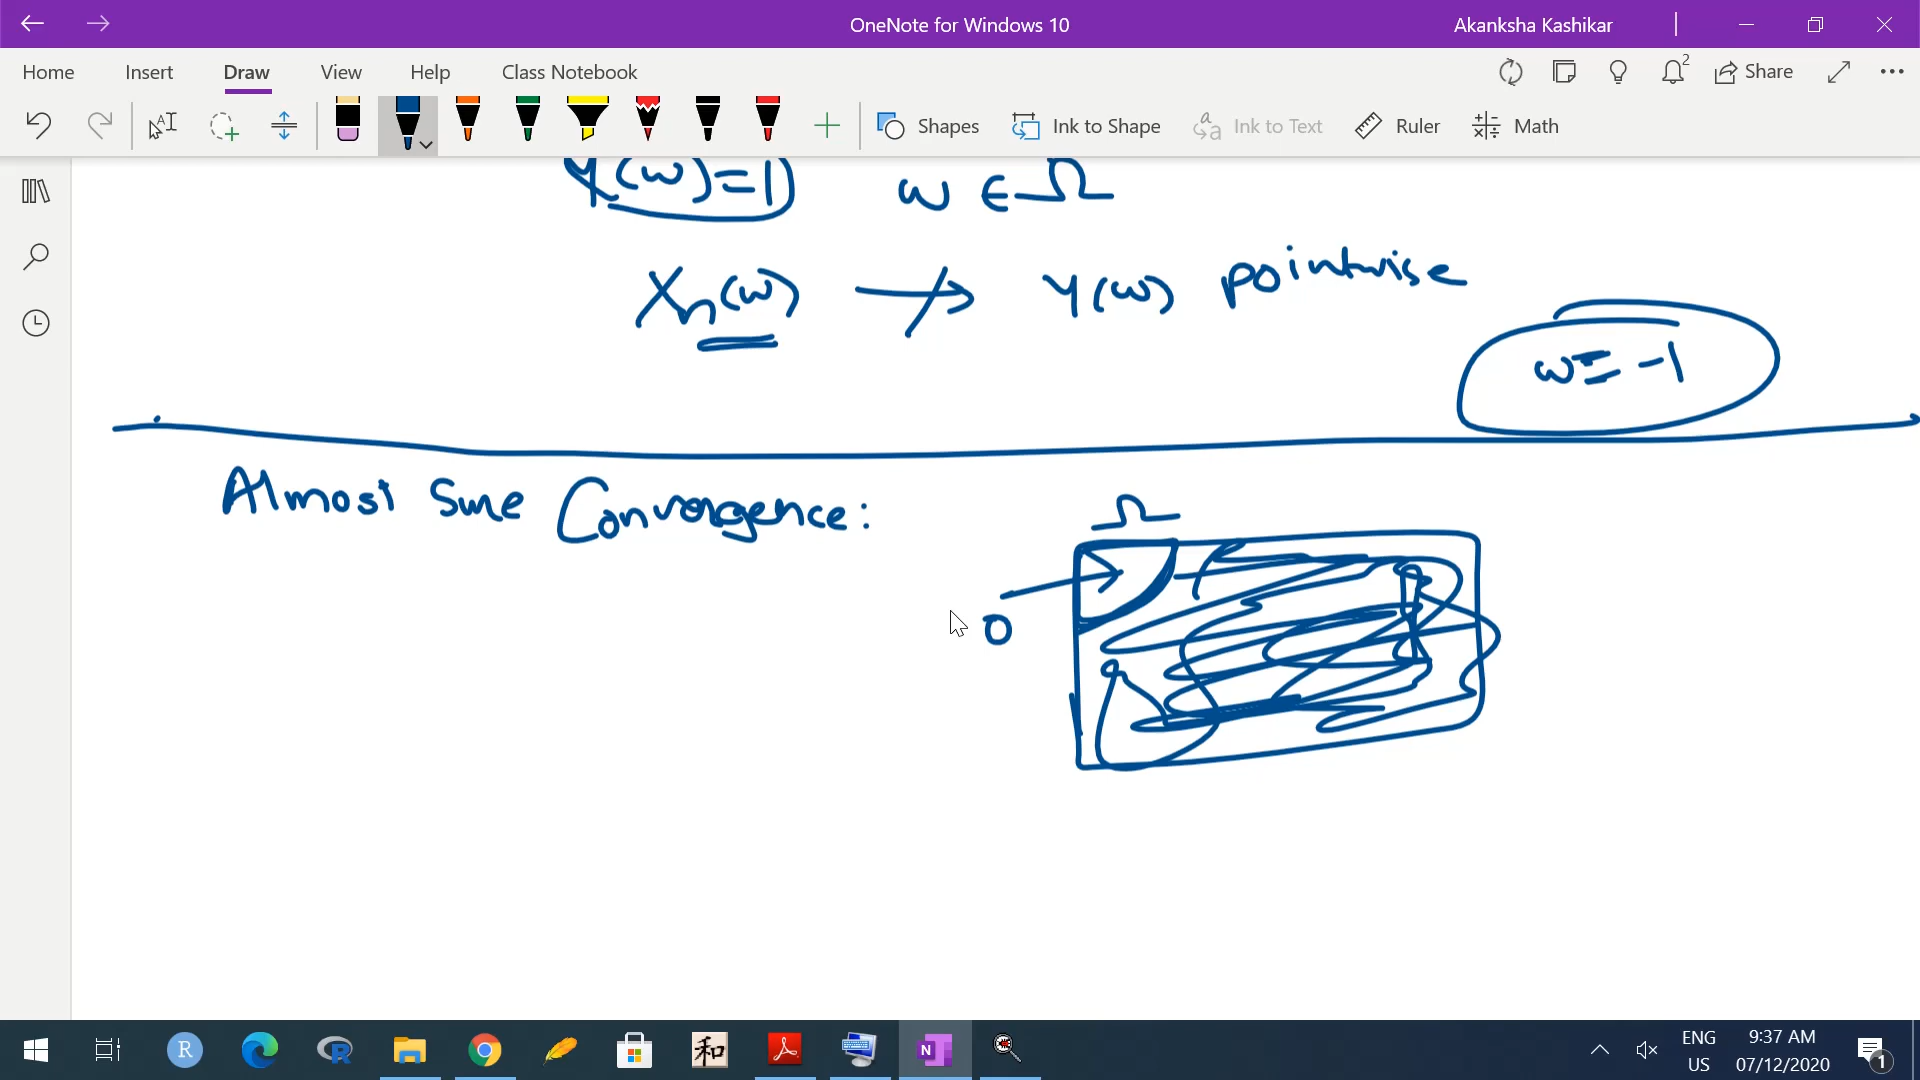 OneNote for Windows 10
Akanksha Kashikar
Home Insert Draw View Help Class Notebook
2
Share
Shapes Ink to Shape Ink to Text Ruler Math
Y(ω)=1 ω ∈ Ω
Xn(ω) ↛ Y(ω) pointwise
ω = -1
Almost Sure Convergence:
Ω
0
ENG
US
9:37 AM
07/12/2020
1